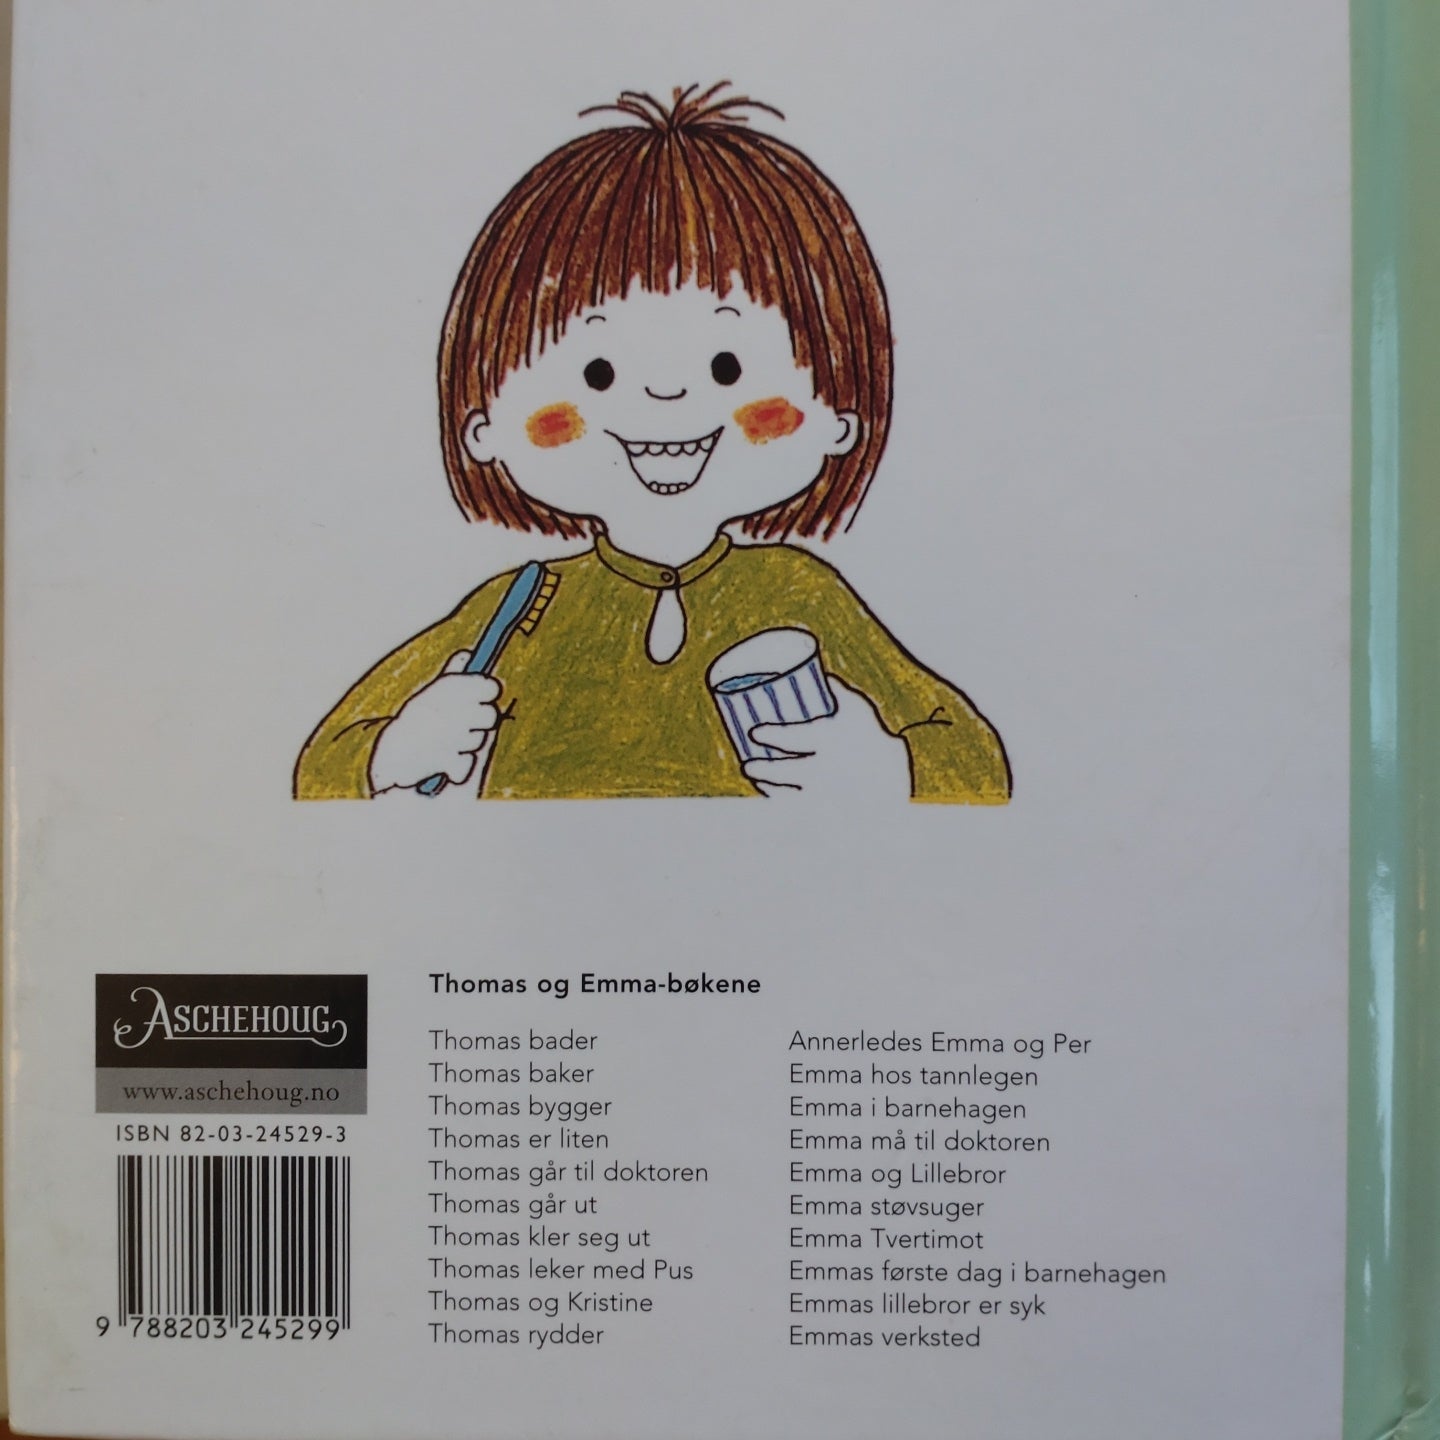 ASCHEHOUG
www.aschehoug.no
ISBN 82-03-24529-3
9 788203 245299
Thomas og Emma-bøkene
Thomas bader
Thomas baker
Thomas bygger
Thomas er liten
Thomas går til doktoren
Thomas går ut
Thomas kler seg ut
Thomas leker med Pus
Thomas og Kristine
Thomas rydder
Annerledes Emma og Per
Emma hos tannlegen
Emma i barnehagen
Emma må til doktoren
Emma og Lillebror
Emma støvsuger
Emma Tvertimot
Emmas første dag i barnehagen
Emmas lillebror er syk
Emmas verksted